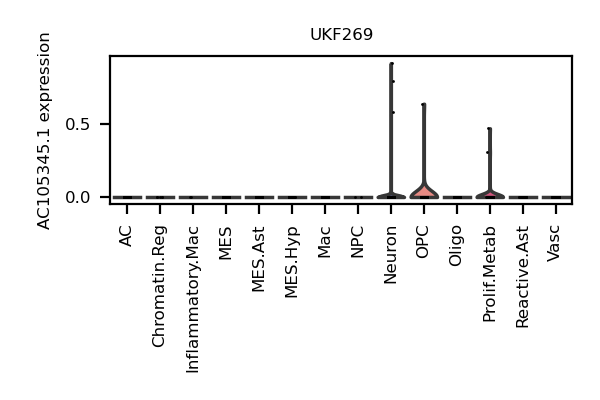 UKF269
AC105345.1 expression
0.5
0.0
AC
Chromatin.Reg
Inflammatory.Mac
MES
MES.Ast
MES.Hyp
Mac
NPC
Neuron
OPC
Oligo
Prolif.Metab
Reactive.Ast
Vasc